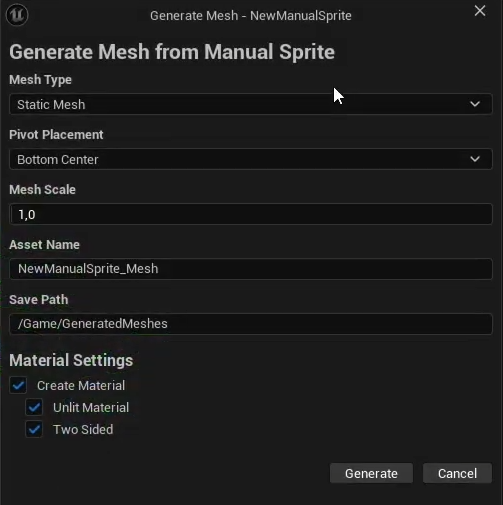 Generate Mesh - NewManualSprite
Generate Mesh from Manual Sprite
Mesh Type
Static Mesh
Pivot Placement
Bottom Center
Mesh Scale
1,0
Asset Name
NewManualSprite_Mesh
Save Path
/Game/GeneratedMeshes
Material Settings
Create Material
Unlit Material
Two Sided
Generate Cancel